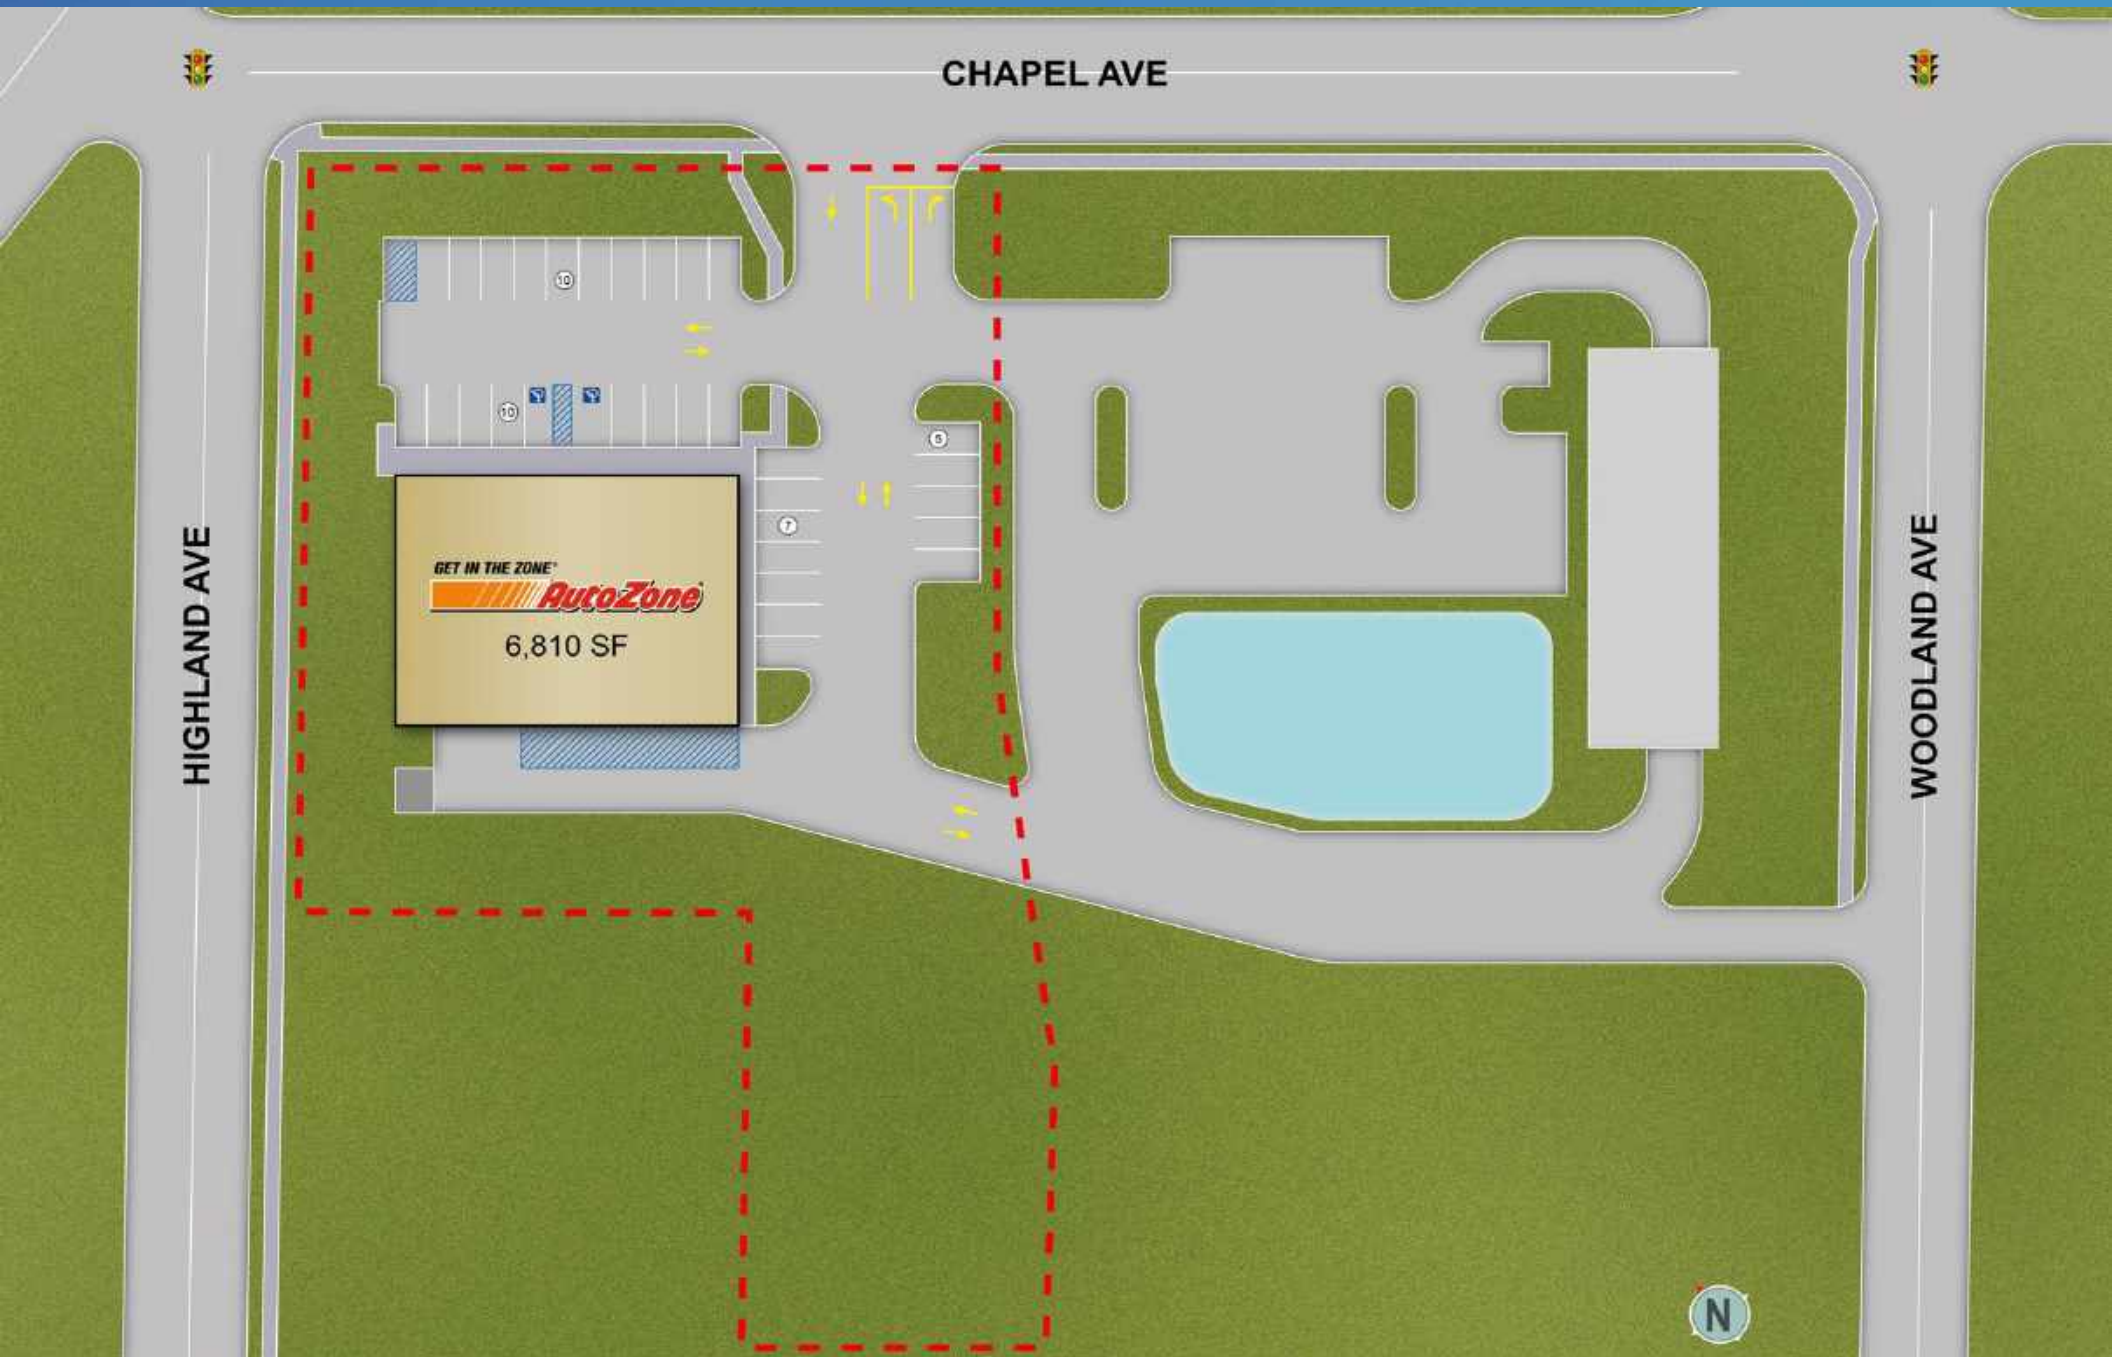 CHAPEL AVE
10
10
5
7
HIGHLAND AVE
GET IN THE ZONE®
AutoZone
6,810 SF
WOODLAND AVE
N